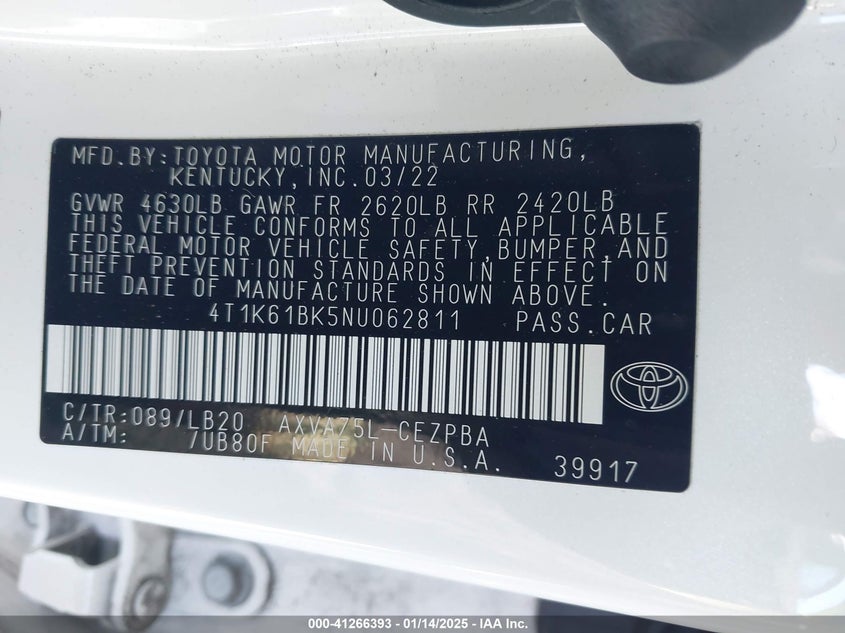 MFD. BY: TOYOTA MOTOR MANUFACTURING,
KENTUCKY, INC. 03/22
GVWR 4630LB GAWR FR 2620LB RR 2420LB
THIS VEHICLE CONFORMS TO ALL APPLICABLE
FEDERAL MOTOR VEHICLE SAFETY, BUMPER, AND
THEFT PREVENTION STANDARDS IN EFFECT ON
THE DATE OF MANUFACTURE SHOWN ABOVE.
4T1K61BK5NU062811 PASS.CAR
C/TR:089/LB20 AXVA75L-CEZPBA
A/TM: /UB80F MADE IN U.S.A.
39917
000-41266393 - 01/14/2025 - IAA Inc.